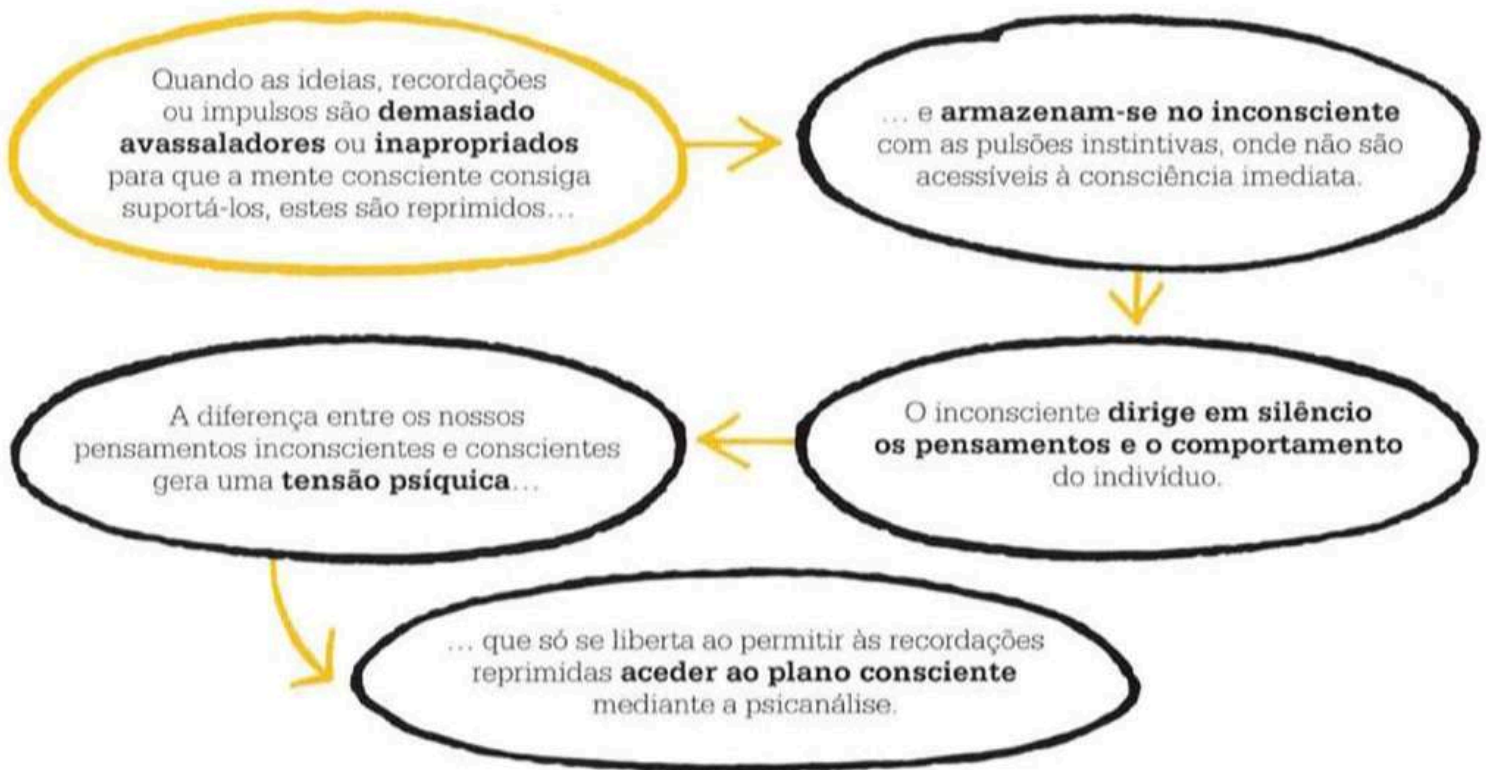 Quando as ideias, recordações
ou impulsos são demasiado
avassaladores ou inapropriados
para que a mente consciente consiga
suportá-los, estes são reprimidos...
... e armazenam-se no inconsciente
com as pulsões instintivas, onde não são
acessíveis à consciência imediata.
O inconsciente dirige em silêncio
os pensamentos e o comportamento
do indivíduo.
A diferença entre os nossos
pensamentos inconscientes e conscientes
gera uma tensão psíquica...
... que só se liberta ao permitir às recordações
reprimidas aceder ao plano consciente
mediante a psicanálise.